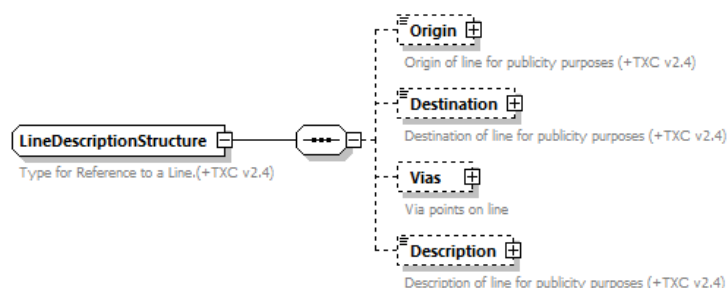 Origin
Origin of line for publicity purposes (+TXC v2.4)
Destination
Destination of line for publicity purposes (+TXC v2.4)
LineDescriptionStructure
Type for Reference to a Line.(+TXC v2.4)
Vias
Via points on line
Description
Description of line for publicity purposes (+TXC v2.4)